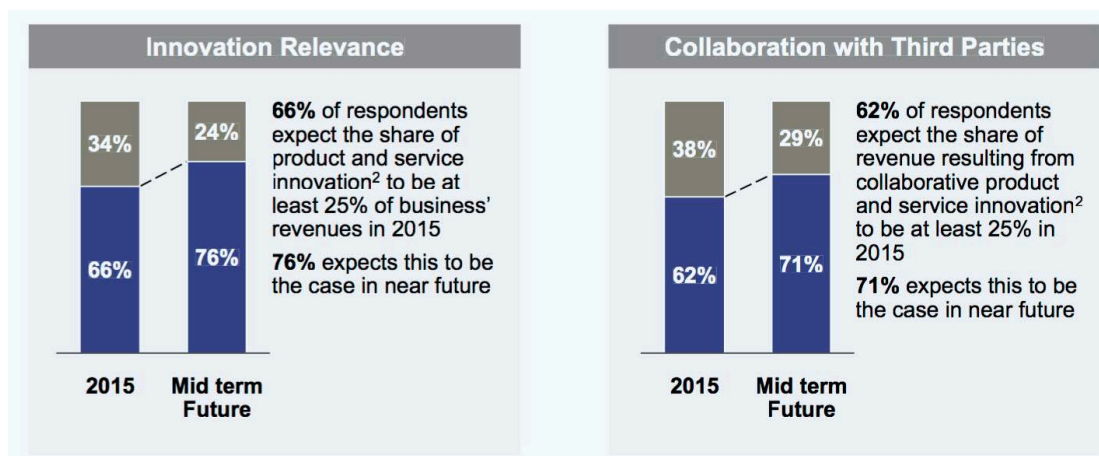 Innovation Relevance
34%
24%
66%
76%
2015
Mid term
Future
66% of respondents
expect the share of
product and service
innovation² to be at
least 25% of business’
revenues in 2015
76% expects this to be
the case in near future
Collaboration with Third Parties
38%
29%
62%
71%
2015
Mid term
Future
62% of respondents
expect the share of
revenue resulting from
collaborative product
and service innovation²
to be at least 25% in
2015
71% expects this to be
the case in near future